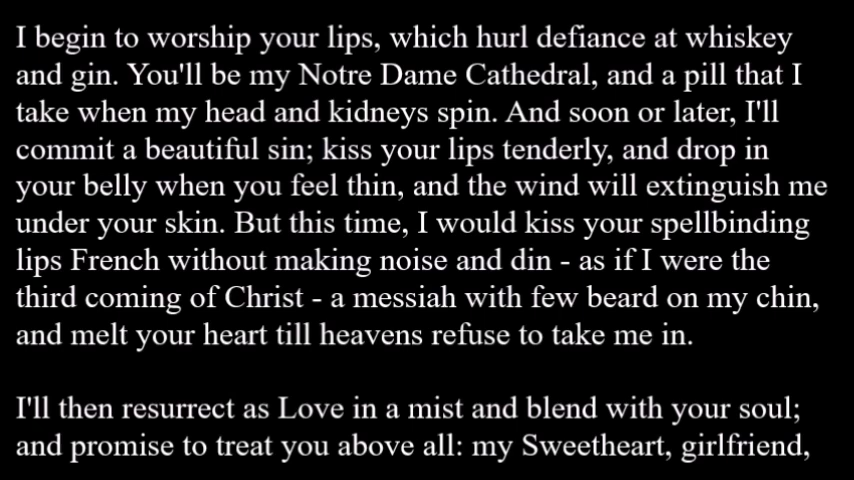 I begin to worship your lips, which hurl defiance at whiskey
and gin. You'll be my Notre Dame Cathedral, and a pill that I
take when my head and kidneys spin. And soon or later, I'll
commit a beautiful sin; kiss your lips tenderly, and drop in
your belly when you feel thin, and the wind will extinguish me
under your skin. But this time, I would kiss your spellbinding
lips French without making noise and din - as if I were the
third coming of Christ - a messiah with few beard on my chin,
and melt your heart till heavens refuse to take me in.

I'll then resurrect as Love in a mist and blend with your soul;
and promise to treat you above all: my Sweetheart, girlfriend,